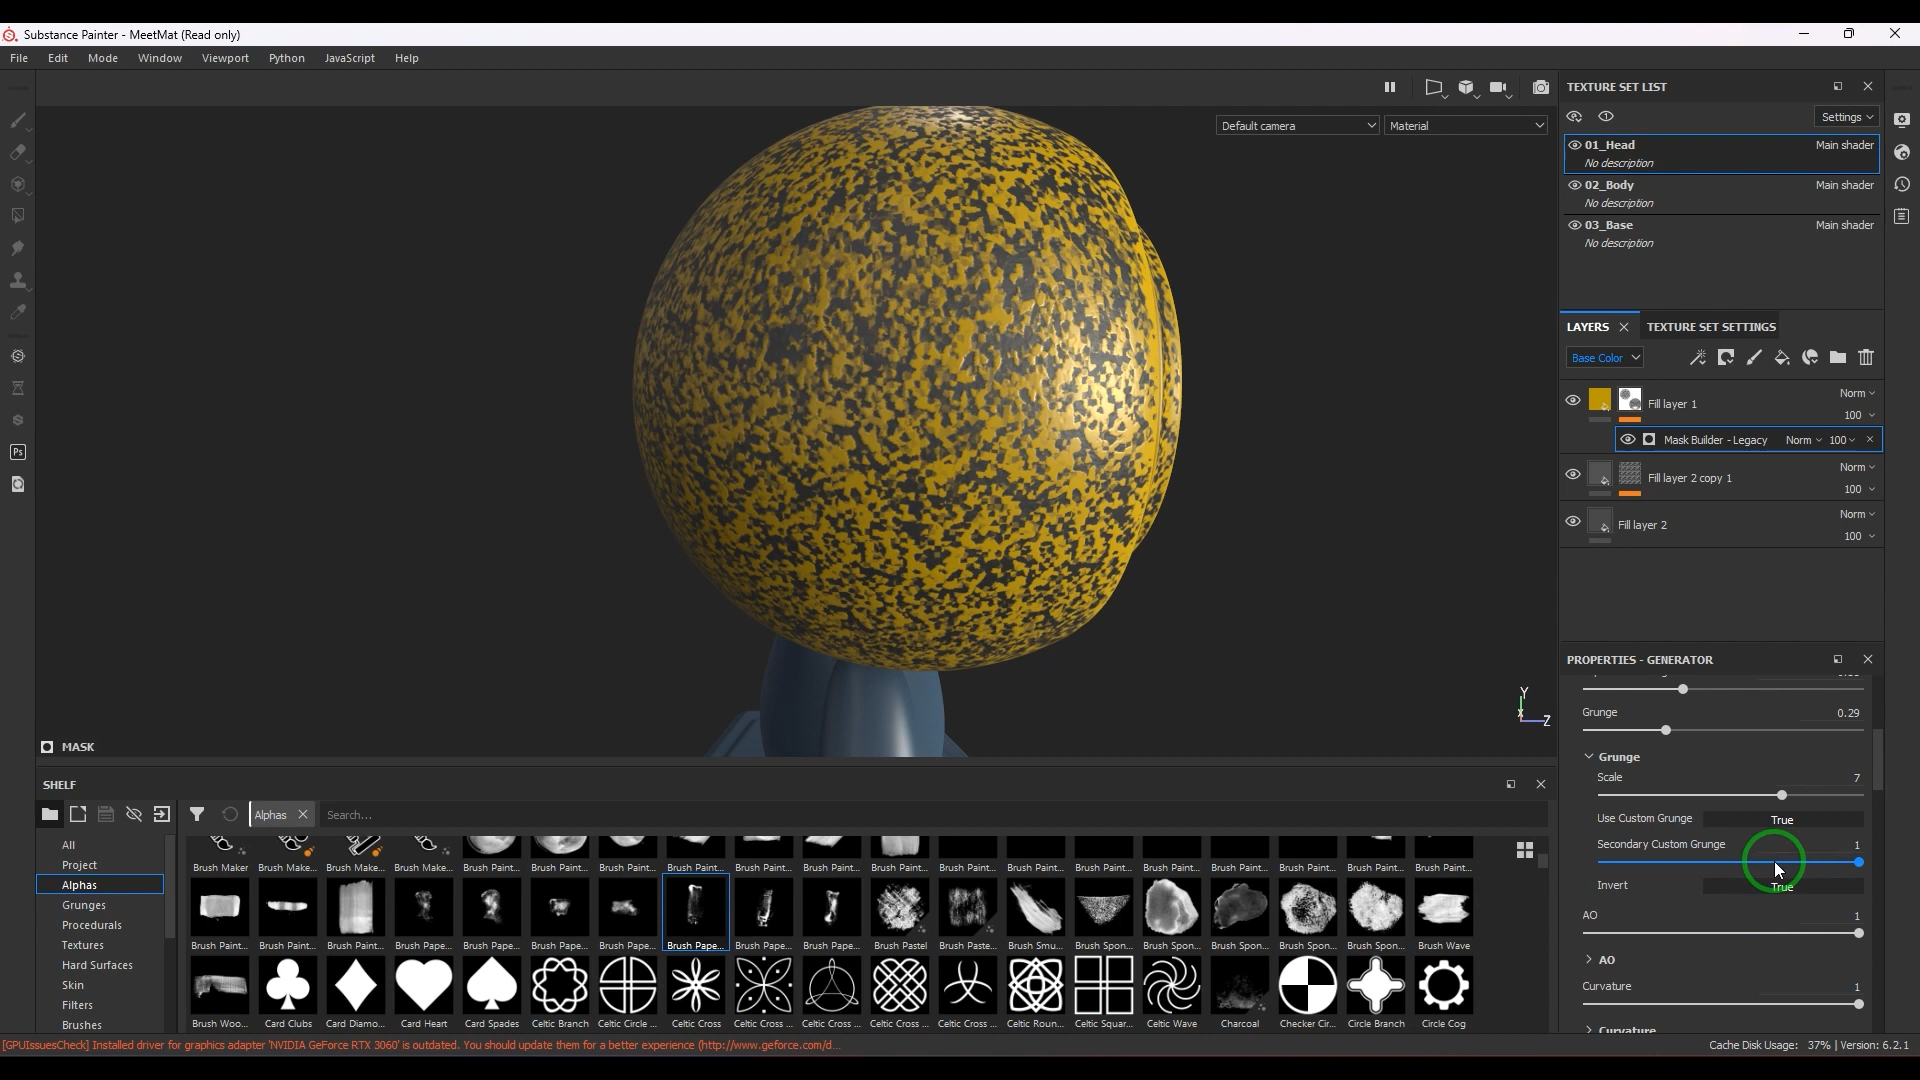 Substance Painter - MeetMat (Read only)
File Edit Mode Window Viewport Python JavaScript Help
Default camera Material
Y
Z
MASK
TEXTURE SET LIST
Settings
01_Head Main shader
No description
02_Body Main shader
No description
03_Base Main shader
No description
LAYERS TEXTURE SET SETTINGS
Base Color
Norm
Fill layer 1
100
Mask Builder - Legacy Norm 100
Norm
Fill layer 2 copy 1
100
Norm
Fill layer 2
100
PROPERTIES - GENERATOR
Grunge 0.29
Grunge
Scale 7
Use Custom Grunge True
Secondary Custom Grunge 1
Invert True
AO 1
AO
Curvature 1
Curvature
SHELF
Alphas Search...
All
Project
Alphas
Grunges
Procedurals
Textures
Hard Surfaces
Skin
Filters
Brushes
Ps
Brush Maker Brush Make... Brush Make... Brush Make... Brush Paint... Brush Paint... Brush Paint... Brush Paint... Brush Paint... Brush Paint... Brush Paint... Brush Paint... Brush Paint... Brush Paint... Brush Paint... Brush Paint... Brush Paint... Brush Paint... Brush Paint...
Brush Paint... Brush Paint... Brush Paint... Brush Pape... Brush Pape... Brush Pape... Brush Pape... Brush Pape... Brush Pape... Brush Pape... Brush Pastel Brush Paste... Brush Smu... Brush Spon... Brush Spon... Brush Spon... Brush Spon... Brush Spon... Brush Wave
Brush Woo... Card Clubs Card Diamo... Card Heart Card Spades Celtic Branch Celtic Circle ... Celtic Cross Celtic Cross ... Celtic Cross ... Celtic Cross ... Celtic Cross ... Celtic Roun... Celtic Squar... Celtic Wave Charcoal Checker Cir... Circle Branch Circle Cog
[GPUIssuesCheck] Installed driver for graphics adapter 'NVIDIA GeForce RTX 3060' is outdated. You should update them for a better experience (http://www.geforce.com/d...
Cache Disk Usage: 37% | Version: 6.2.1